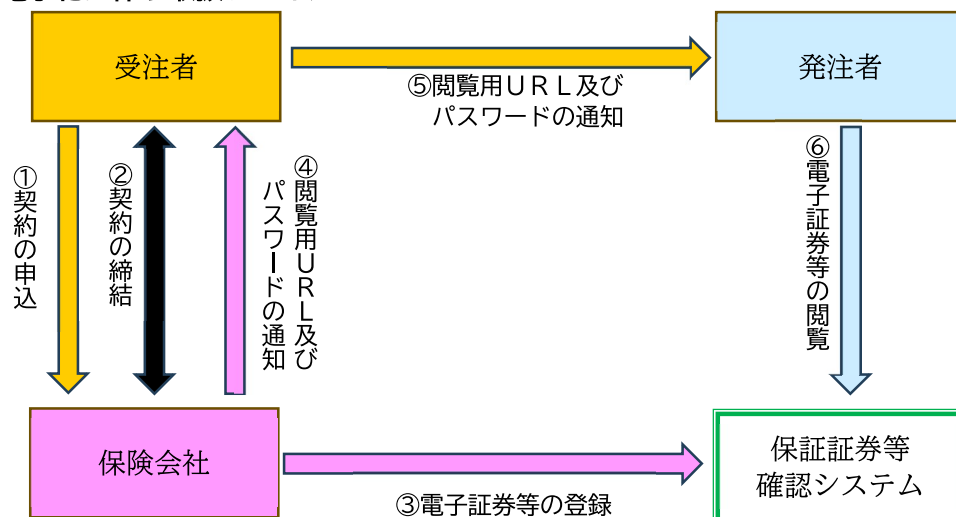 受注者
発注者
⑤閲覧用ＵＲＬ及び
パスワードの通知
①契約の申込
②契約の締結
④閲覧用ＵＲＬ及び
パスワードの通知
⑥電子証券等の閲覧
保険会社
保証証券等
確認システム
③電子証券等の登録